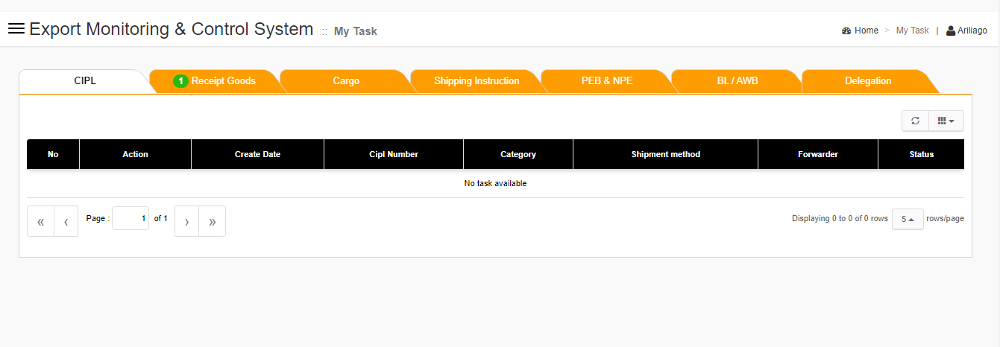 Export Monitoring & Control System :: My Task
Home > My Task | Ariliago
CIPL 1 Receipt Goods Cargo Shipping Instruction PEB & NPE BL / AWB Delegation
No Action Create Date Cipl Number Category Shipment method Forwarder Status
No task available
« ‹ Page : 1 of 1 › » Displaying 0 to 0 of 0 rows 5 rows/page